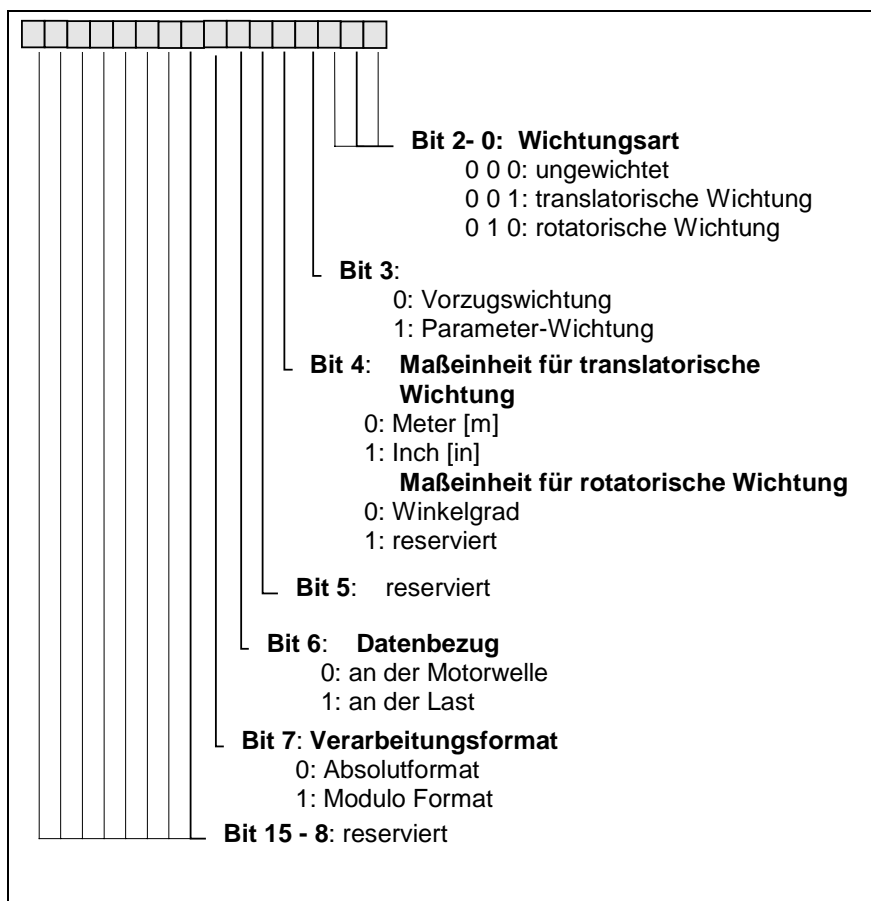 Bit 2- 0: Wichtungsart
0 0 0: ungewichtet
0 0 1: translatorische Wichtung
0 1 0: rotatorische Wichtung
Bit 3:
0: Vorzugswichtung
1: Parameter-Wichtung
Bit 4: Maßeinheit für translatorische
Wichtung
0: Meter [m]
1: Inch [in]
Maßeinheit für rotatorische Wichtung
0: Winkelgrad
1: reserviert
Bit 5: reserviert
Bit 6: Datenbezug
0: an der Motorwelle
1: an der Last
Bit 7: Verarbeitungsformat
0: Absolutformat
1: Modulo Format
Bit 15 - 8: reserviert